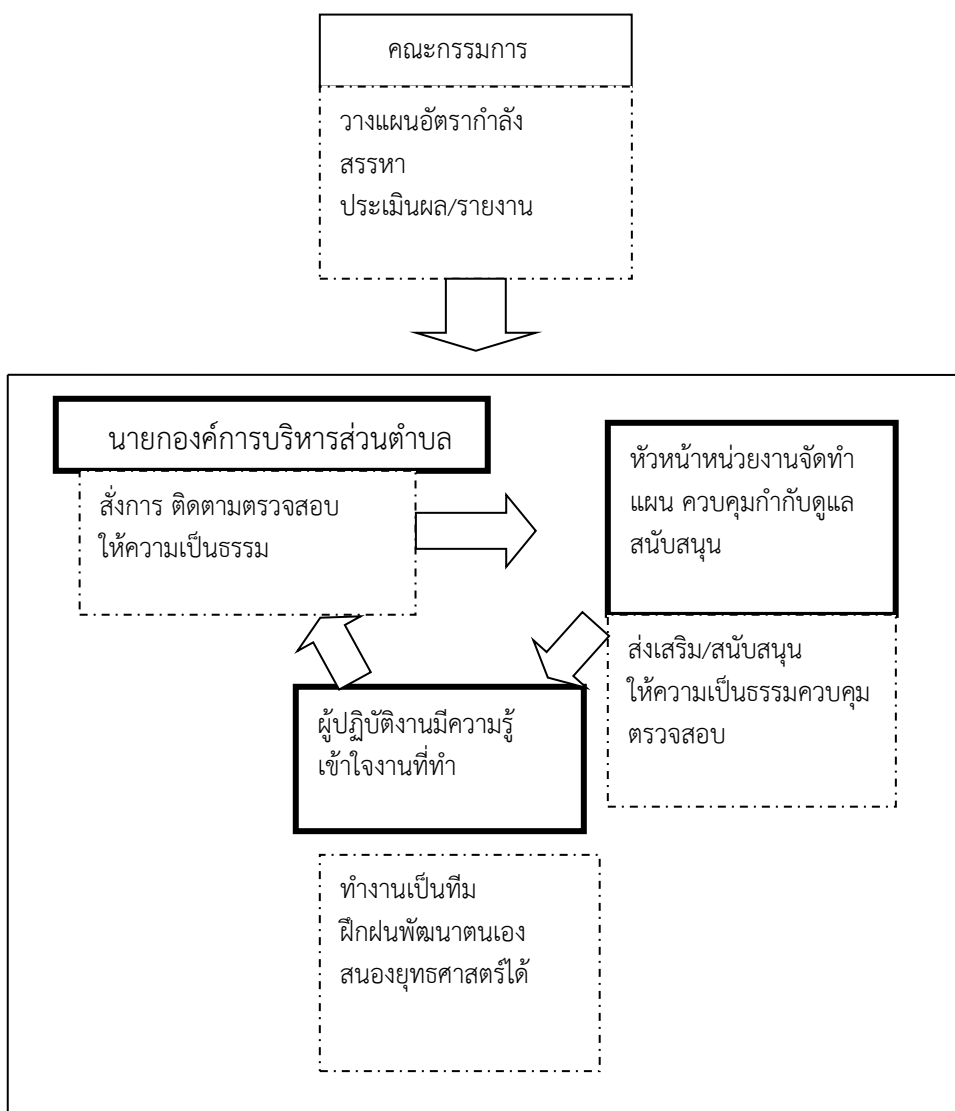 คณะกรรมการ
วางแผนอัตรากำลัง
สรรหา
ประเมินผล/รายงาน
นายกองค์การบริหารส่วนตำบล
สั่งการ ติดตามตรวจสอบ
ให้ความเป็นธรรม
หัวหน้าหน่วยงานจัดทำ
แผน ควบคุมกำกับดูแล
สนับสนุน
ส่งเสริม/สนับสนุน
ให้ความเป็นธรรมควบคุม
ตรวจสอบ
ผู้ปฏิบัติงานมีความรู้
เข้าใจงานที่ทำ
ทำงานเป็นทีม
ฝึกฝนพัฒนาตนเอง
สนองยุทธศาสตร์ได้